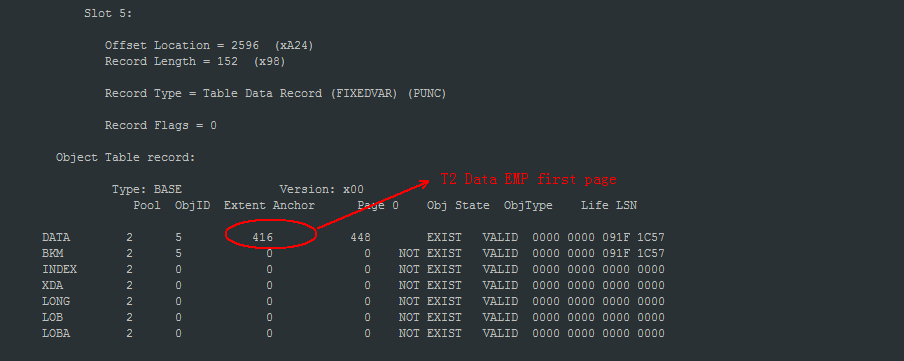 Slot 5:
Offset Location = 2596 (xA24)
Record Length = 152 (x98)
Record Type = Table Data Record (FIXEDVAR) (PUNC)
Record Flags = 0
Object Table record:
T2 Data EMP first page
Type: BASE Version: x00
Pool ObjID Extent Anchor Page 0 Obj State ObjType Life LSN
DATA 2 5 416 448 EXIST VALID 0000 0000 091F 1C57
BKM 2 5 0 0 NOT EXIST VALID 0000 0000 091F 1C57
INDEX 2 0 0 0 NOT EXIST VALID 0000 0000 0000 0000
XDA 2 0 0 0 NOT EXIST VALID 0000 0000 0000 0000
LONG 2 0 0 0 NOT EXIST VALID 0000 0000 0000 0000
LOB 2 0 0 0 NOT EXIST VALID 0000 0000 0000 0000
LOBA 2 0 0 0 NOT EXIST VALID 0000 0000 0000 0000